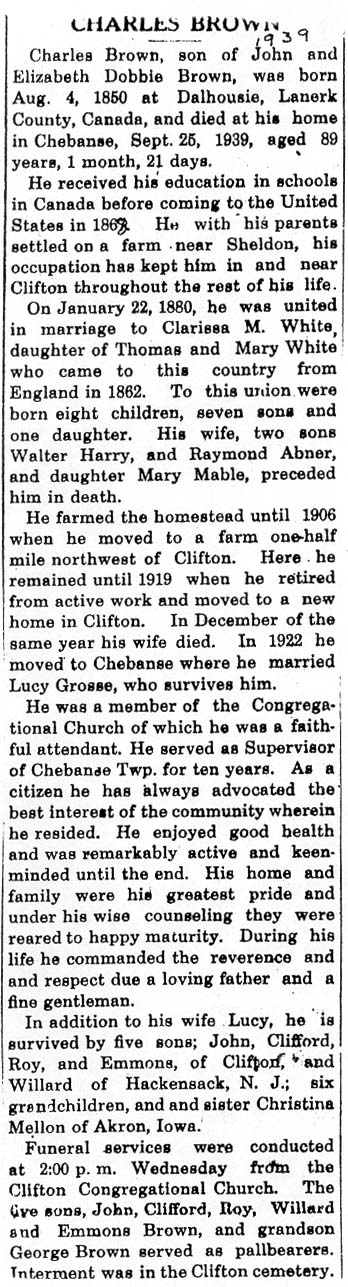 CHARLES BROWN
1939
Charles Brown, son of John and
Elizabeth Dobbie Brown, was born
Aug. 4, 1850 at Dalhousie, Lanerk
County, Canada, and died at his home
in Chebanse, Sept. 25, 1939, aged 89
years, 1 month, 21 days.
He received his education in schools
in Canada before coming to the United
States in He with his parents
settled on a farm near Sheldon, his
occupation has kept him in and near
Clifton throughout the rest of his life.
On January 22, 1880, he was united
in marriage to Clarissa M. White,
daughter of Thomas and Mary White
who came to this country from
England in 1862. To this union were
born eight children, seven sons and
one daughter. His wife, two sons
Walter Harry, and Raymond Abner,
and daughter Mary Mable, preceded
him in death.
He farmed the homestead until 1906
when he moved to a farm one-half
mile northwest of Clifton. Here he
remained until 1919 when he retired
from active work and moved to a new
home in Clifton. In December of the
same year his wife died. In 1922 he
moved to Chebanse where he married
Lucy Grosse, who survives him.
He was a member of the Congrega-
tional Church of which he was a faith-
ful attendant. He served as Supervisor
of Chebanse Twp. for ten years. As a
citizen he has always advocated the
best interest of the community wherein
he resided. He enjoyed good health
and was remarkably active and keen-
minded until the end. His home and
family were his greatest pride and
under his wise counseling they were
reared to happy maturity. During his
life he commanded the reverence and
and respect due a loving father and a
fine gentleman.
In addition to his wife Lucy, he is
survived by five sons; John, Clifford,
Roy, and Emmons, of Clifton, and
Willard of Hackensack, N. J.; six
grandchildren, and and sister Christina
Mellon of Akron, Iowa.
Funeral services were conducted
at 2:00 p. m. Wednesday from the
Clifton Congregational Church. The
five sons, John, Clifford, Roy, Willard
and Emmons Brown, and grandson
George Brown served as pallbearers.
Interment was in the Clifton cemetery.